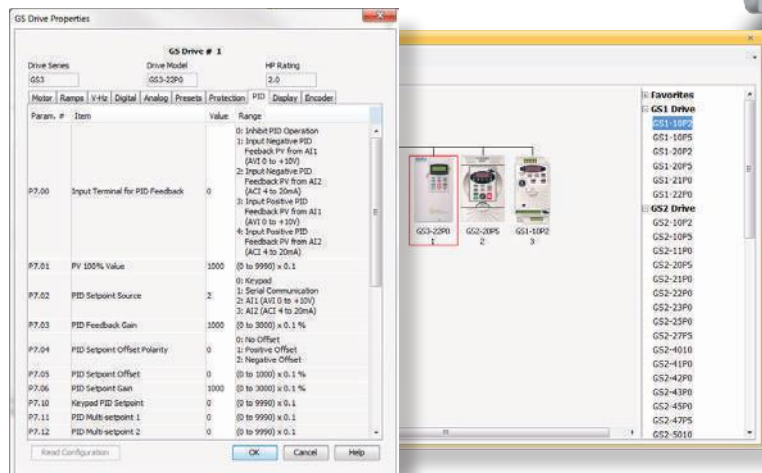 GS Drive Properties
GS Drive # 1
Drive Series
Drive Model
HP Rating
GS3
GS3-22P0
2.0
Motor Ramps V-Hz Digital Analog Presets Protection PID Display Encoder
Param. # Item Value Range
P7.00 Input Terminal for PID Feedback 0
0: Inhibit PID Operation
1: Input Negative PID
Feeback PV from AI1
(AVI 0 to +10V)
2: Input Negative PID
Feedback PV from AI2
(ACI 4 to 20mA)
3: Input Positive PID
Feedback PV from AI1
(AVI 0 to +10V)
4: Input Positive PID
Feedback PV from AI2
(ACI 4 to 20mA)
P7.01 PV 100% Value 1000 (0 to 9990) x 0.1
P7.02 PID Setpoint Source 2
0: Keypad
1: Serial Communication
2: AI1 (AVI 0 to +10V)
3: AI2 (ACI 4 to 20mA)
P7.03 PID Feedback Gain 1000 (0 to 3000) x 0.1 %
P7.04 PID Setpoint Offset Polarity 0
0: No Offset
1: Positive Offset
2: Negative Offset
P7.05 PID Setpoint Offset 0 (0 to 1000) x 0.1 %
P7.06 PID Setpoint Gain 1000 (0 to 3000) x 0.1 %
P7.10 Keypad PID Setpoint 0 (0 to 9990) x 0.1
P7.11 PID Multi-setpoint 1 0 (0 to 9990) x 0.1
P7.12 PID Multi-setpoint 2 0 (0 to 9990) x 0.1
Read Configuration
OK
Cancel
Help
GS3-22P0
1
GS2-20P5
2
GS1-10P2
3
Favorites
GS1 Drive
GS1-10P2
GS1-10P5
GS1-20P2
GS1-20P5
GS1-21P0
GS1-22P0
GS2 Drive
GS2-10P2
GS2-10P5
GS2-11P0
GS2-20P5
GS2-21P0
GS2-22P0
GS2-23P0
GS2-25P0
GS2-27P5
GS2-4010
GS2-41P0
GS2-42P0
GS2-43P0
GS2-45P0
GS2-47P5
GS2-5010